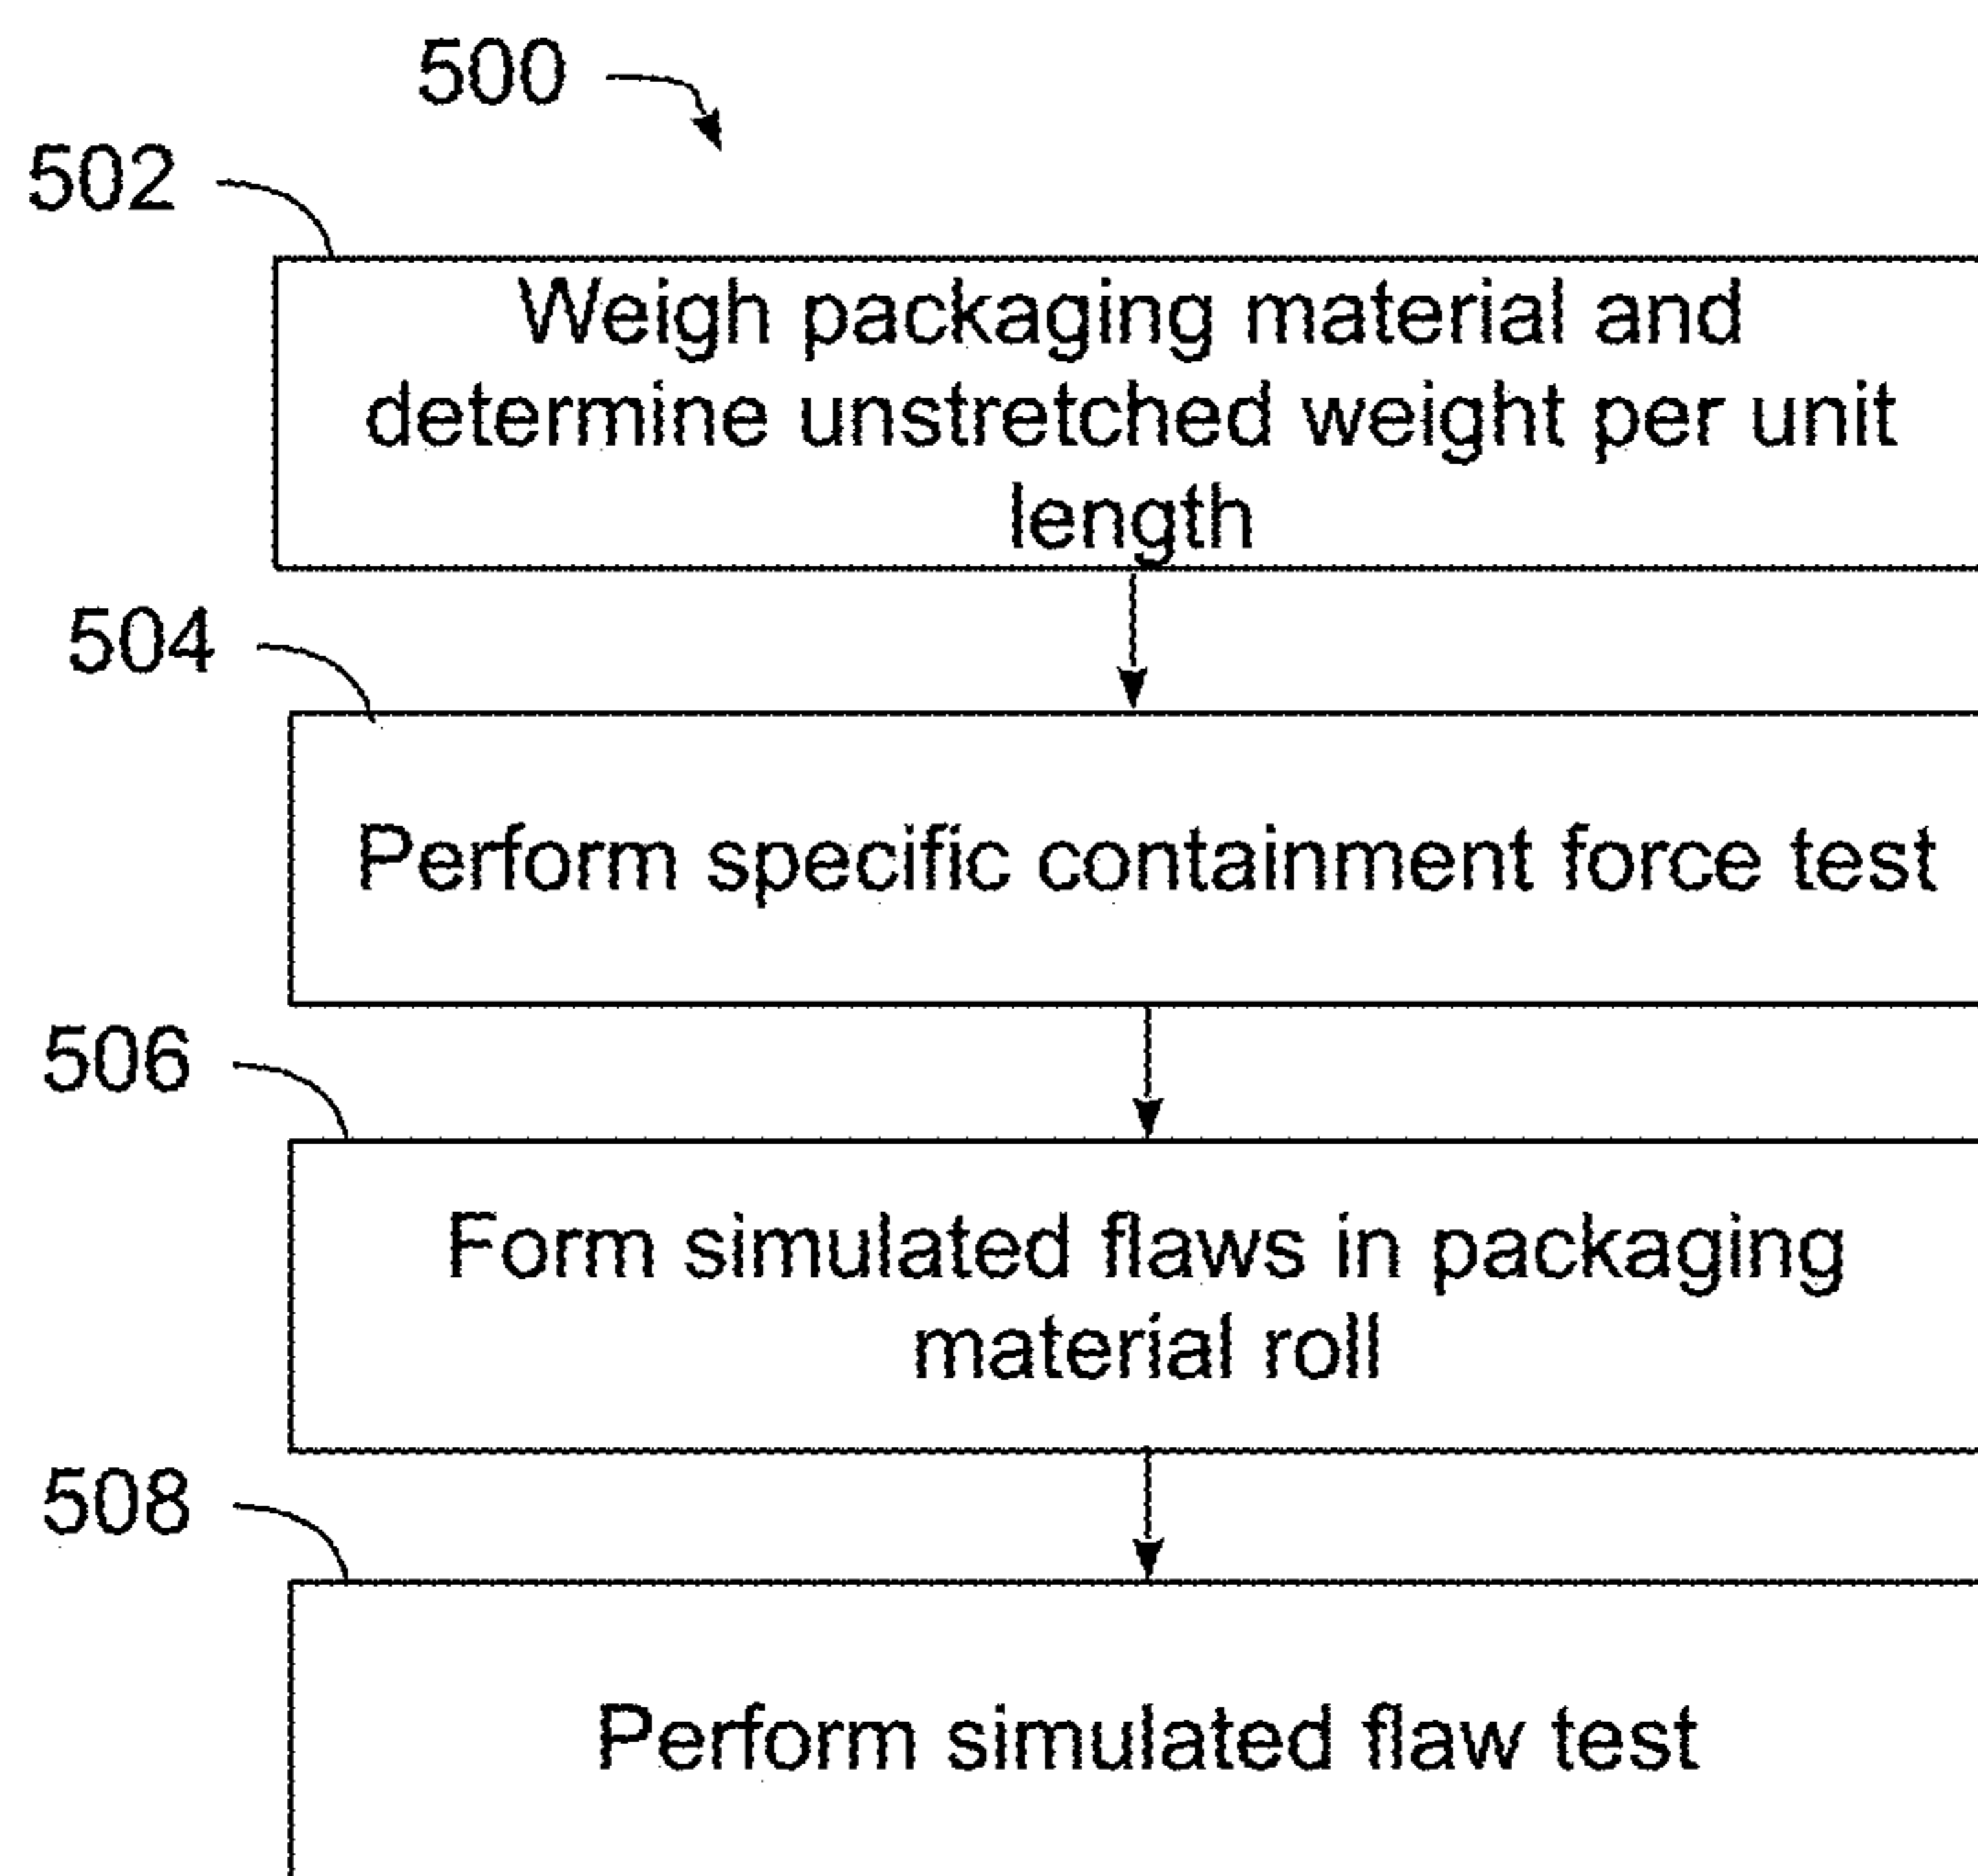 500
502
Weigh packaging material and
determine unstretched weight per unit
length
504
Perform specific containment force test
506
Form simulated flaws in packaging
material roll
508
Perform simulated flaw test